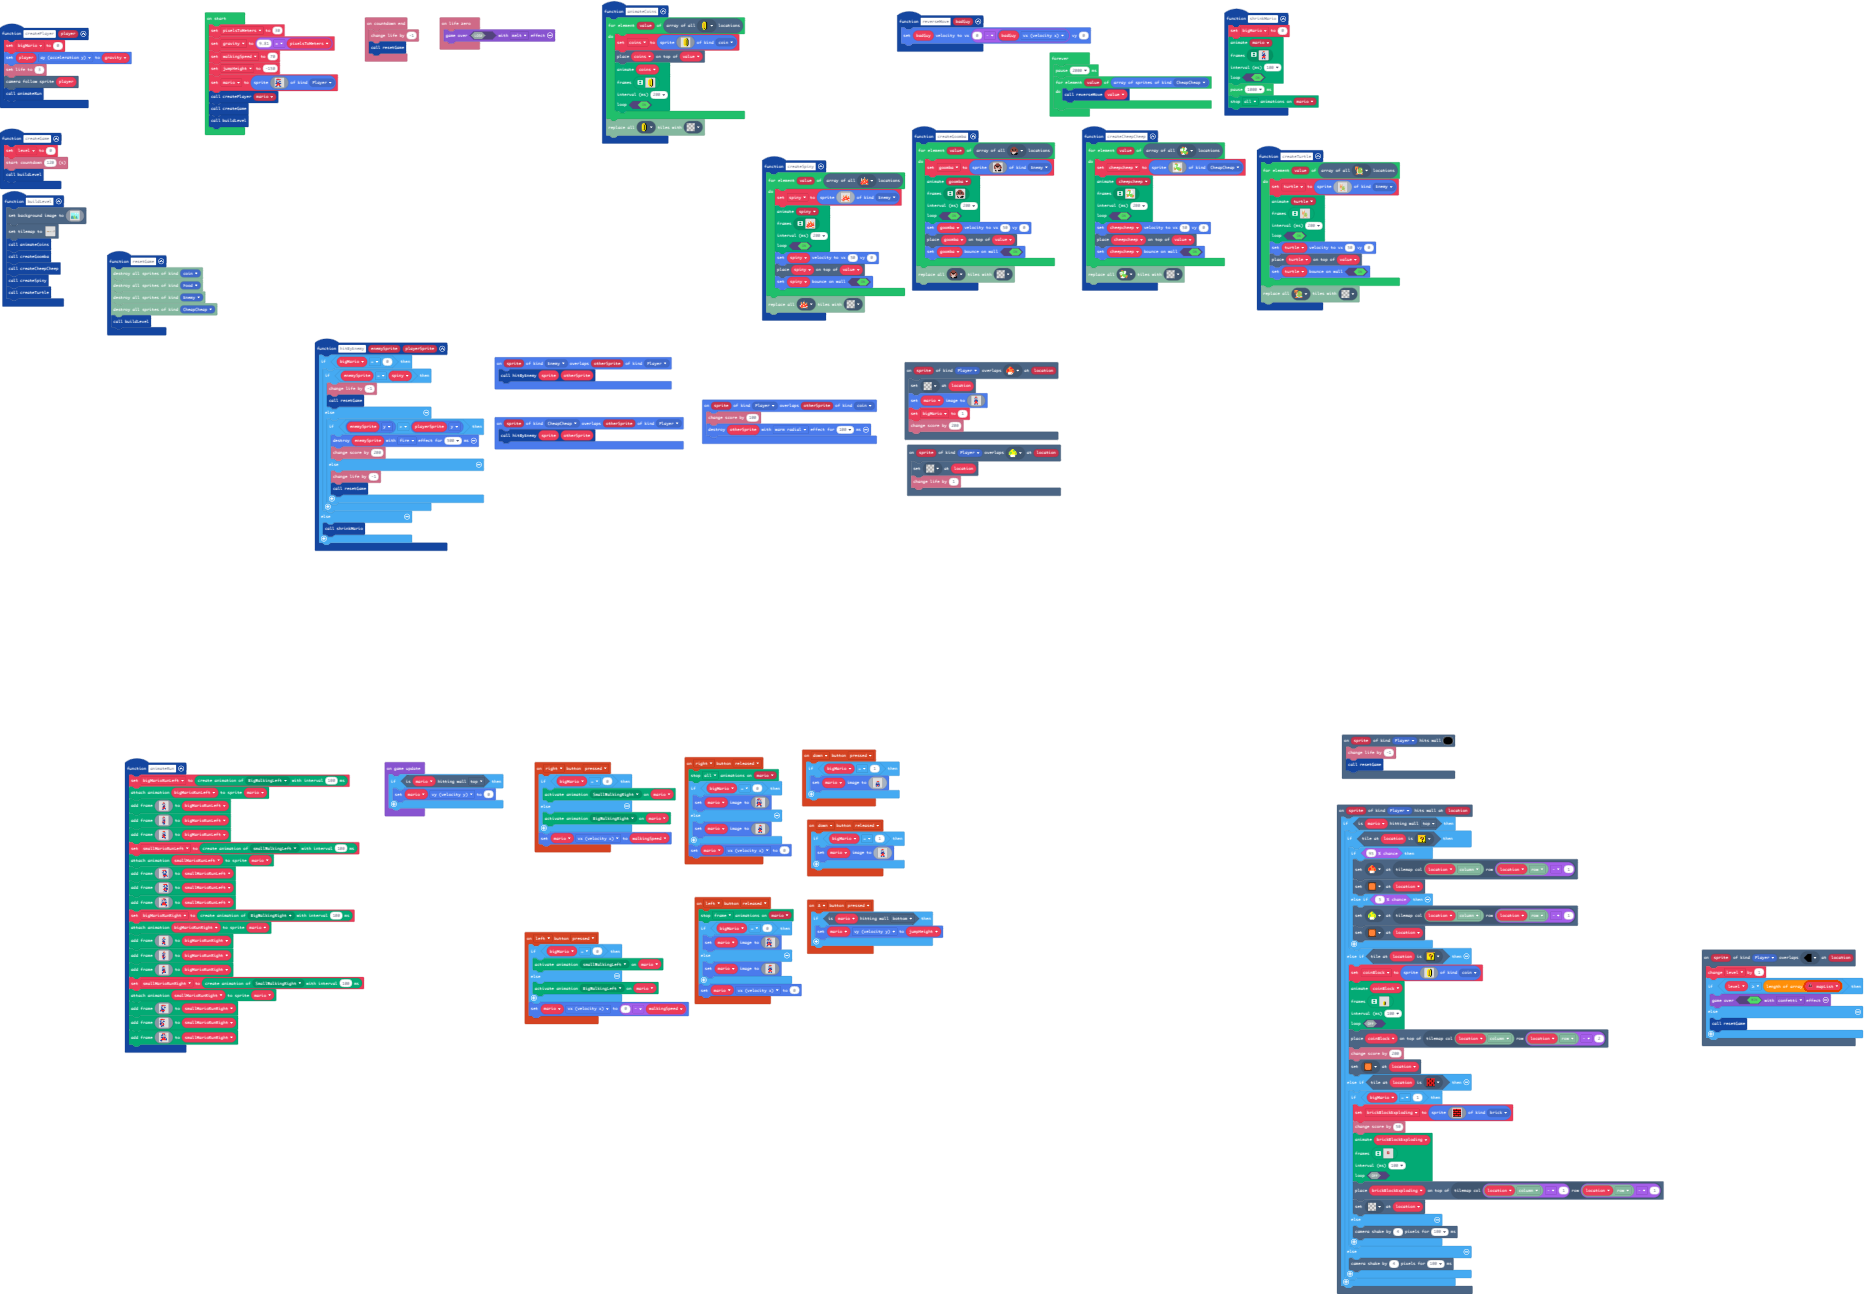 function createPlayer player
set bigMario to 0
set player ay (acceleration y) to gravity
set life to 3
camera follow sprite player
call animateRun
on start
set pixelsToMeters to 30
set gravity to 9.81 x pixelsToMeters
set walkingSpeed to 70
set jumpHeight to -150
set mario to sprite of kind Player
call createPlayer mario
call createGame
call buildLevel
on countdown end
change life by -1
call resetGame
on life zero
game over with melt effect
function animateCoins
for element value of array of all locations
do
set coins to sprite of kind coin
place coins on top of value
animate coins
frames
interval (ms) 200
loop
replace all tiles with
function reverseMove badGuy
set badGuy velocity to vx 0 - badGuy vx (velocity x) vy 0
forever
pause 2000 ms
for element value of array of sprites of kind CheepCheep
do call reverseMove value
function shrinkMario
set bigMario to 0
animate mario
frames
interval (ms) 100
loop
pause 1000 ms
stop all animations on mario
function createGame
set level to 0
start countdown 120 (s)
call buildLevel
function buildLevel
set background image to
set tilemap to
call animateCoins
call createGoomba
call createCheepCheep
call createSpiny
call createTurtle
function resetGame
destroy all sprites of kind coin
destroy all sprites of kind Food
destroy all sprites of kind Enemy
destroy all sprites of kind CheepCheep
call buildLevel
function createSpiny
for element value of array of all locations
do
set spiny to sprite of kind Enemy
animate spiny
frames
interval (ms) 200
loop
set spiny velocity to vx 50 vy 0
place spiny on top of value
set spiny bounce on wall
replace all tiles with
function createGoomba
for element value of array of all locations
do
set goomba to sprite of kind Enemy
animate goomba
frames
interval (ms) 200
loop
set goomba velocity to vx 50 vy 0
place goomba on top of value
set goomba bounce on wall
replace all tiles with
function createCheepCheep
for element value of array of all locations
do
set cheepcheep to sprite of kind CheepCheep
animate cheepcheep
frames
interval (ms) 200
loop
set cheepcheep velocity to vx 50 vy 0
place cheepcheep on top of value
set cheepcheep bounce on wall
replace all tiles with
function createTurtle
for element value of array of all locations
do
set turtle to sprite of kind Enemy
animate turtle
frames
interval (ms) 200
loop
set turtle velocity to vx 50 vy 0
place turtle on top of value
set turtle bounce on wall
replace all tiles with
function hitByEnemy enemySprite playerSprite
if bigMario = 0 then
if enemySprite = spiny then
change life by -1
call resetGame
else
if enemySprite y playerSprite y then
destroy enemySprite with fire effect for 500 ms
change score by 200
else
change life by -1
call resetGame
else
call shrinkMario
on sprite of kind Enemy overlaps otherSprite of kind Player
call hitByEnemy sprite otherSprite
on sprite of kind CheepCheep overlaps otherSprite of kind Player
call hitByEnemy sprite otherSprite
on sprite of kind Player overlaps otherSprite of kind coin
change score by 100
destroy otherSprite with warm radial effect for 200 ms
on sprite of kind Player overlaps at location
set at location
set mario image to
set bigMario to 1
change score by 200
on sprite of kind Player overlaps at location
set at location
change life by 1
function animateRun
set bigMarioRunLeft to create animation of BigWalkingLeft with interval 100 ms
attach animation bigMarioRunLeft to sprite mario
add frame to bigMarioRunLeft
add frame to bigMarioRunLeft
add frame to bigMarioRunLeft
set smallMarioRunLeft to create animation of smallWalkingLeft with interval 100 ms
attach animation smallMarioRunLeft to sprite mario
add frame to smallMarioRunLeft
add frame to smallMarioRunLeft
add frame to smallMarioRunLeft
set bigMarioRunRight to create animation of BigWalkingRight with interval 100 ms
attach animation bigMarioRunRight to sprite mario
add frame to bigMarioRunRight
add frame to bigMarioRunRight
add frame to bigMarioRunRight
set smallMarioRunRight to create animation of SmallWalkingRight with interval 100 ms
attach animation smallMarioRunRight to sprite mario
add frame to smallMarioRunRight
add frame to smallMarioRunRight
add frame to smallMarioRunRight
on game update
if is mario hitting wall top then
set mario vy (velocity y) to 0
on right button pressed
if bigMario = 0 then
activate animation SmallWalkingRight on mario
else
activate animation BigWalkingRight on mario
set mario vx (velocity x) to walkingSpeed
on right button released
stop all animations on mario
if bigMario = 0 then
set mario image to
else
set mario image to
set mario vx (velocity x) to 0
on down button pressed
if bigMario = 1 then
set mario image to
on down button released
if bigMario = 1 then
set mario image to
on left button pressed
if bigMario = 0 then
activate animation smallWalkingLeft on mario
else
activate animation BigWalkingLeft on mario
set mario vx (velocity x) to 0 - walkingSpeed
on left button released
stop frame animations on mario
if bigMario = 0 then
set mario image to
else
set mario image to
set mario vx (velocity x) to 0
on A button pressed
if is mario hitting wall bottom then
set mario vy (velocity y) to jumpHeight
on sprite of kind Player hits wall
change life by -1
call resetGame
on sprite of kind Player hits wall at location
if is mario hitting wall top then
if tile at location is then
if % chance then
set at tilemap col location column row location row - 1
set at location
else if % chance then
set at tilemap col location column row location row - 1
set at location
else if tile at location is then
set coinBlock to sprite of kind coin
animate coinBlock
frames
interval (ms) 100
loop
place coinBlock on top of tilemap col location column row location row - 1
change score by 200
set at location
else if tile at location is then
if bigMario = 1 then
set brickBlockExploding to sprite of kind brick
change score by 50
animate brickBlockExploding
frames
interval (ms) 100
loop
place brickBlockExploding on top of tilemap col location column - 1 row location row - 1
set at location
else
camera shake by 4 pixels for 100 ms
else
camera shake by 4 pixels for 100 ms
on sprite of kind Player overlaps at location
change level by 1
if level length of array mapList then
game over with confetti effect
else
call resetGame